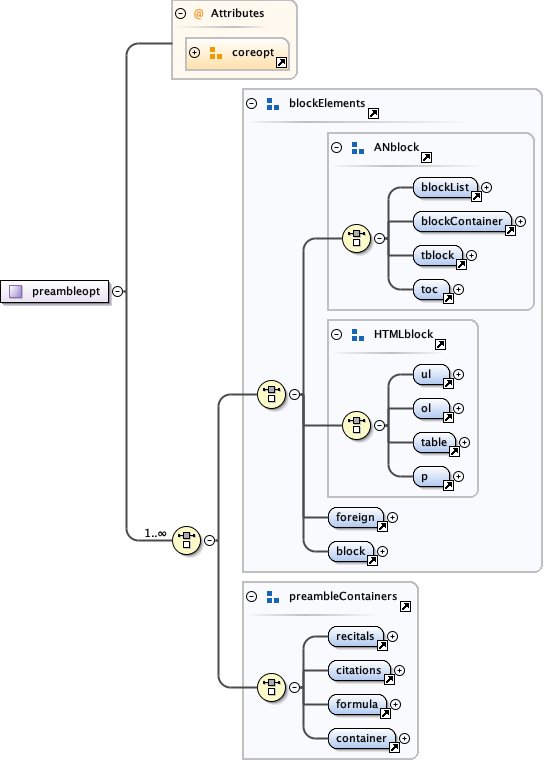 Attributes
coreopt
blockElements
ANblock
blockList
blockContainer
tblock
toc
preambleopt
HTMLblock
ul
ol
table
p
foreign
1..∞
block
preambleContainers
recitals
citations
formula
container